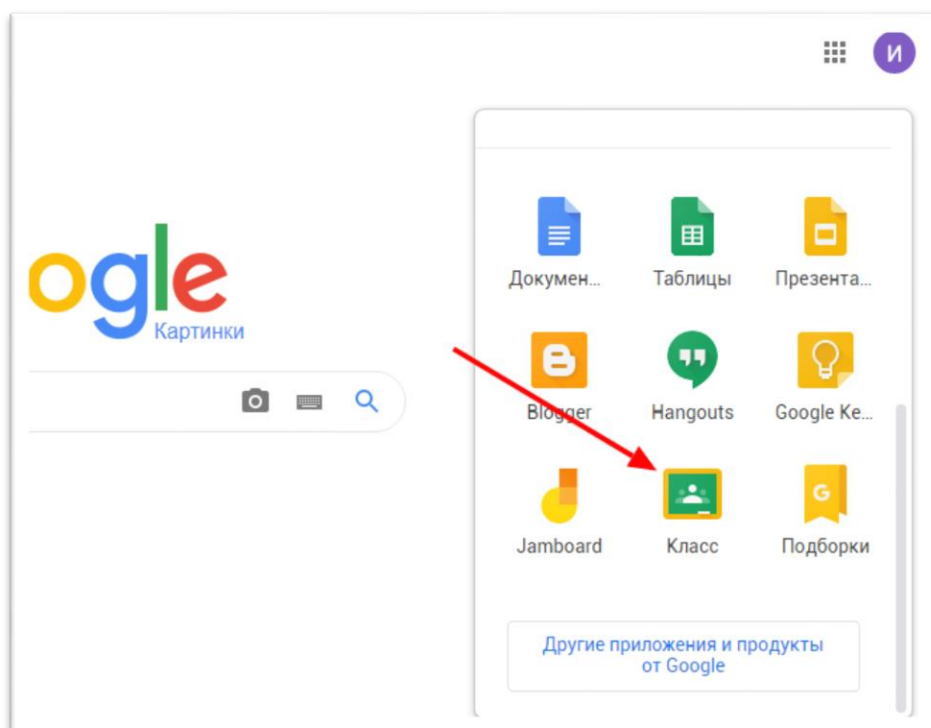 И
ogle
Картинки
Докумен...
Таблицы
Презента...
Blogger
Hangouts
Google Ke...
G
Jamboard
Класс
Подборки
Другие приложения и продукты
от Google